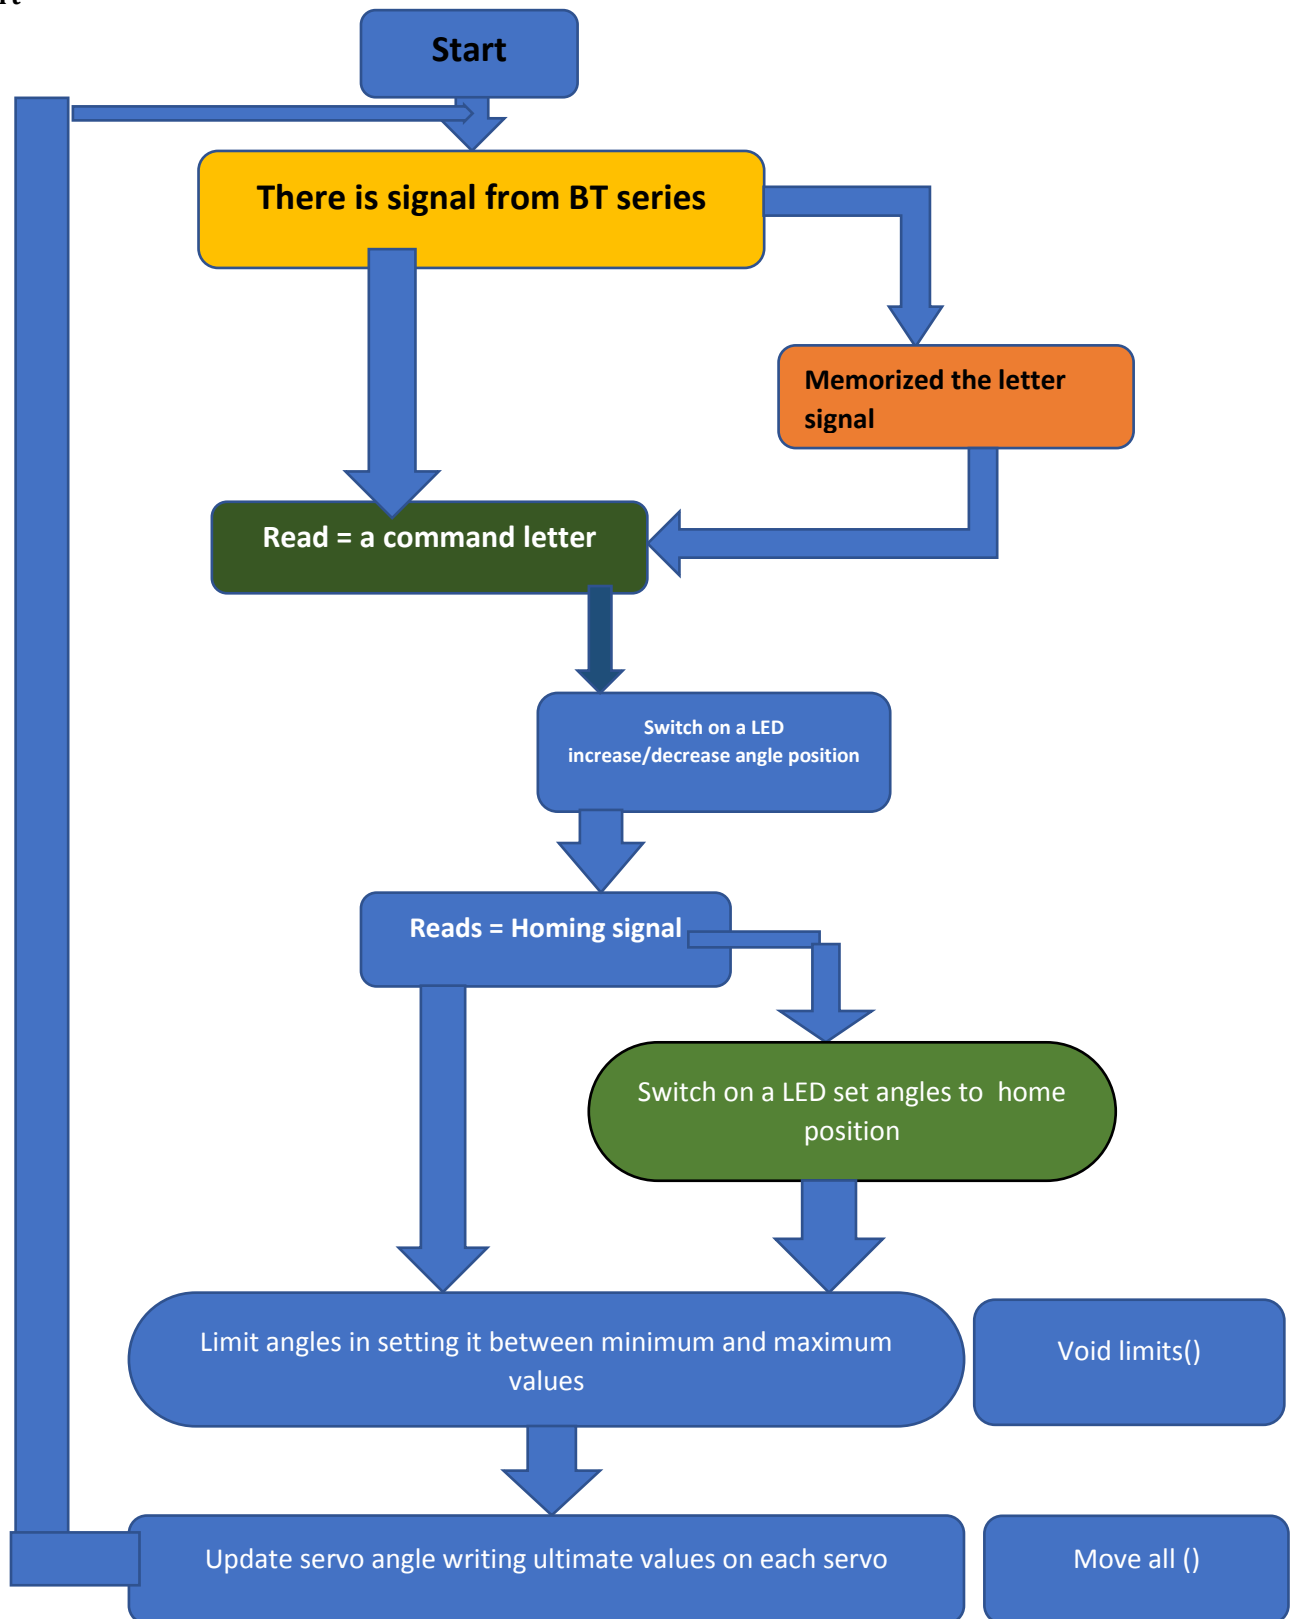 Start
There is signal from BT series
Memorized the letter
signal
Read = a command letter
Switch on a LED
increase/decrease angle position
Reads = Homing signal
Switch on a LED set angles to  home
position
Limit angles in setting it between minimum and maximum
values
Void limits()
Update servo angle writing ultimate values on each servo
Move all ()